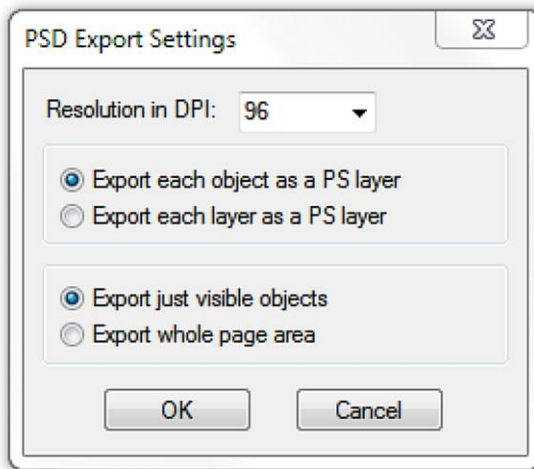 PSD Export Settings
Resolution in DPI: 96
Export each object as a PS layer
Export each layer as a PS layer
Export just visible objects
Export whole page area
OK Cancel